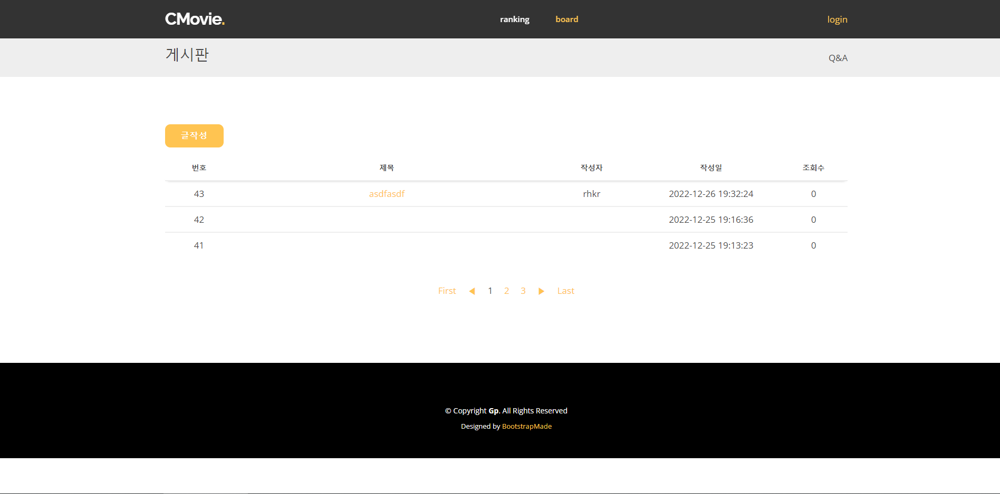 CMovie.
ranking board
login
게시판
Q&A
글작성
번호 제목 작성자 작성일 조회수
43 asdfasdf rhkr 2022-12-26 19:32:24 0
42 2022-12-25 19:16:36 0
41 2022-12-25 19:13:23 0
First ◀ 1 2 3 ▶ Last
© Copyright Gp. All Rights Reserved
Designed by BootstrapMade